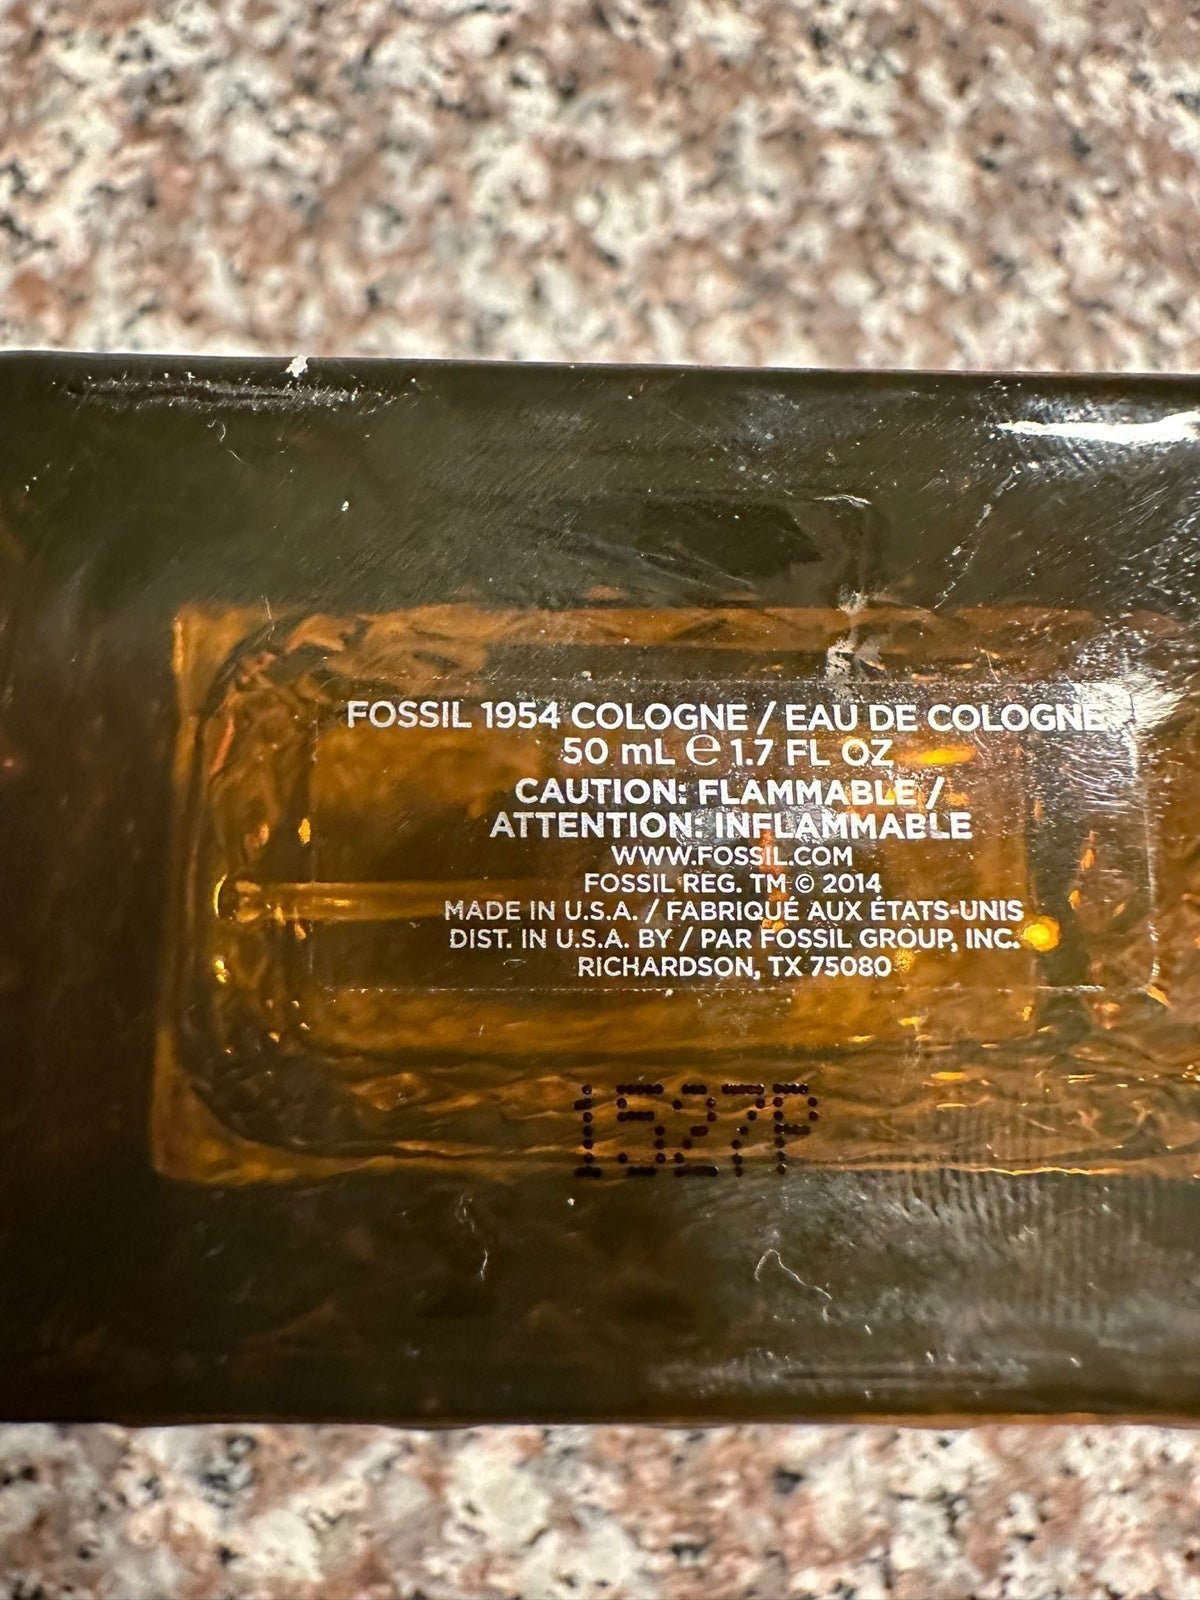 FOSSIL 1954 COLOGNE / EAU DE COLOGNE
50 mL ℮ 1.7 FL OZ
CAUTION: FLAMMABLE /
ATTENTION: INFLAMMABLE
WWW.FOSSIL.COM
FOSSIL REG. TM © 2014
MADE IN U.S.A. / FABRIQUÉ AUX ÉTATS-UNIS
DIST. IN U.S.A. BY / PAR FOSSIL GROUP, INC.
RICHARDSON, TX 75080
1527P